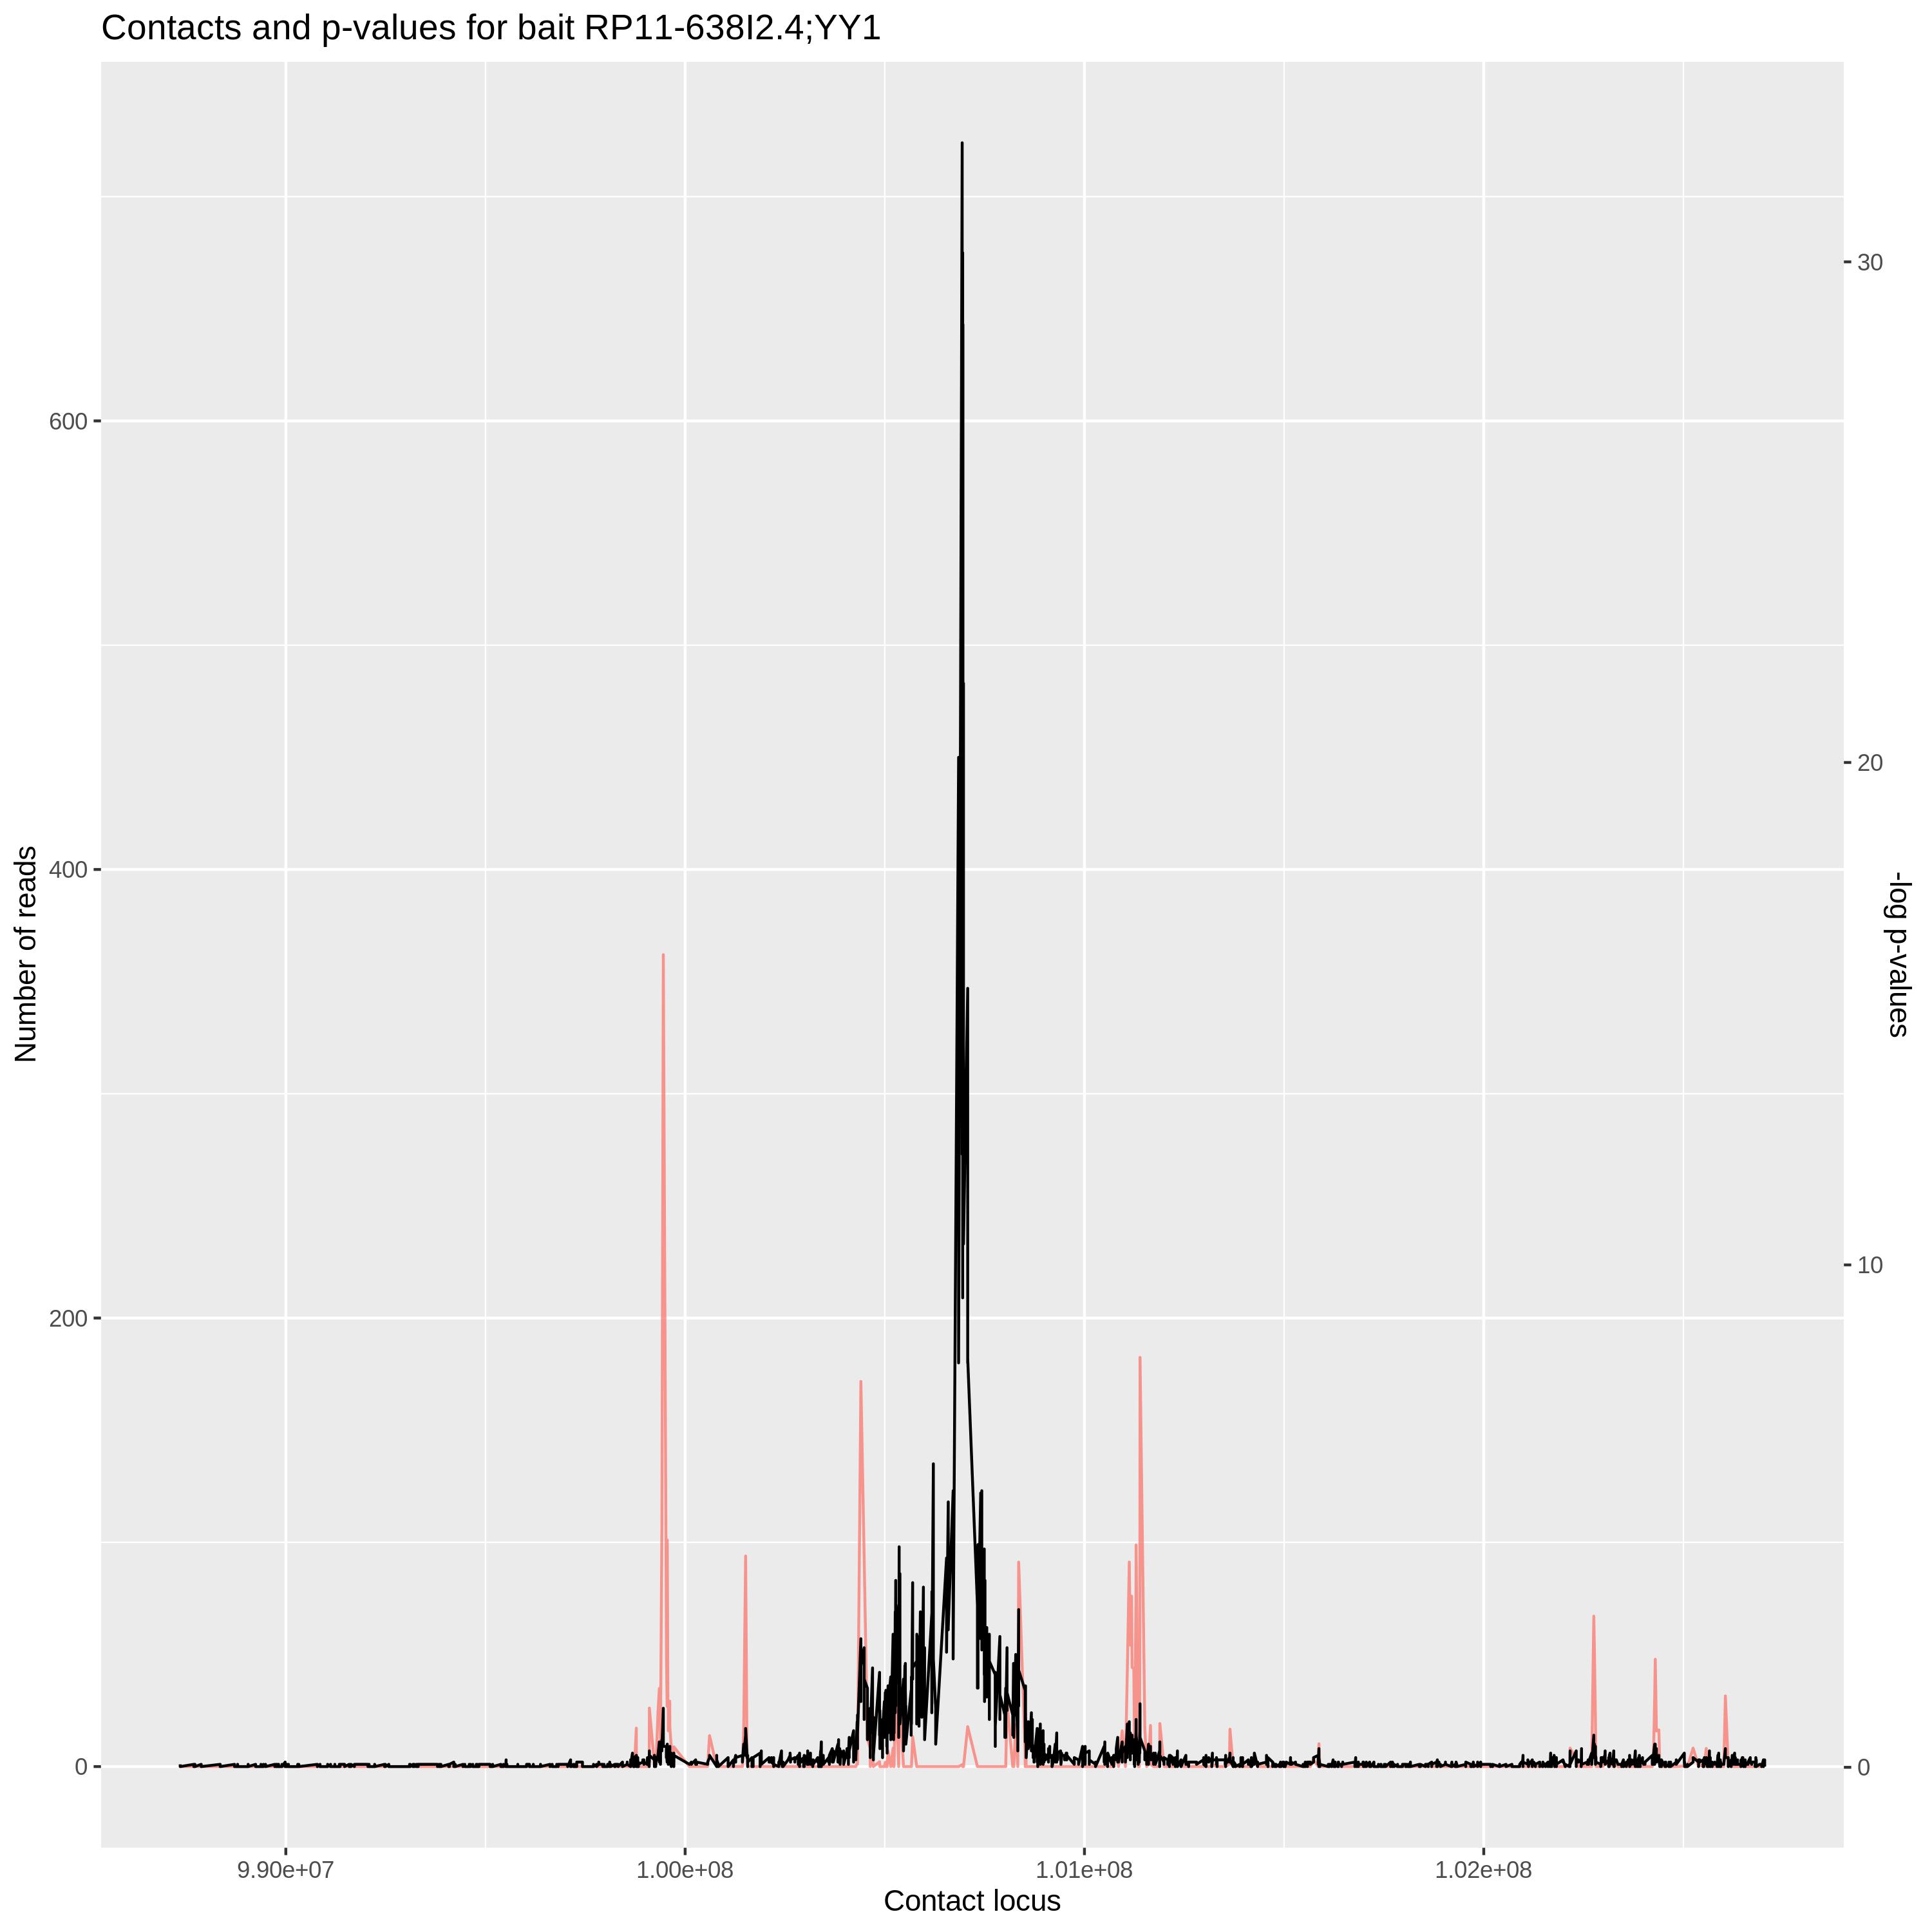 Contacts and p-values for bait RP11-638I2.4;YY1
Number of reads
600
400
200
0
30
20
10
0
-log p-values
9.90e+07
1.00e+08
1.01e+08
1.02e+08
Contact locus